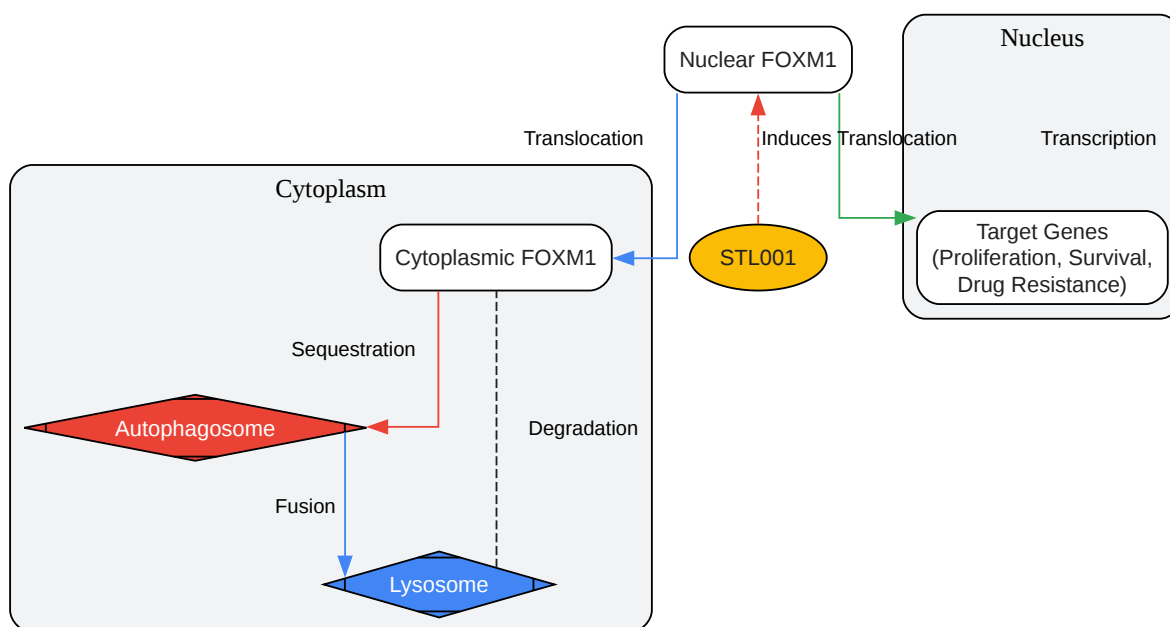 Nucleus
Nuclear FOXM1
Translocation
Induces Translocation
Transcription
Cytoplasm
Cytoplasmic FOXM1
STL001
Target Genes
(Proliferation, Survival,
Drug Resistance)
Sequestration
Autophagosome
Degradation
Fusion
Lysosome